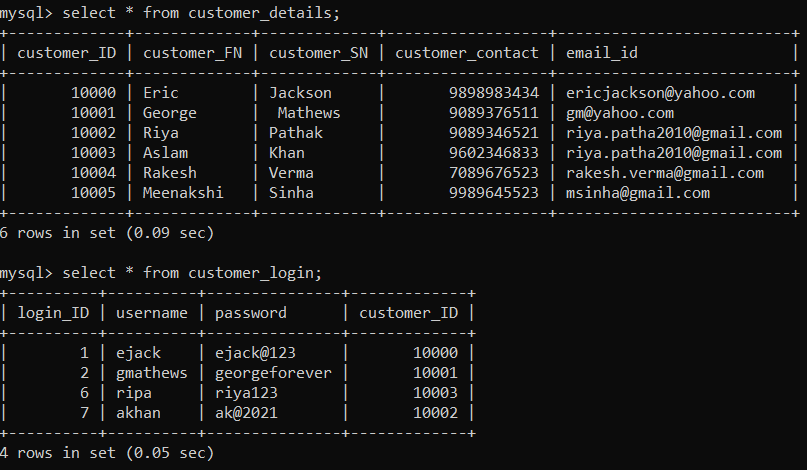 mysql> select * from customer_details;
+-------------+-------------+-------------+------------------+--------------------------+
| customer_ID | customer_FN | customer_SN | customer_contact | email_id                 |
+-------------+-------------+-------------+------------------+--------------------------+
|       10000 | Eric        | Jackson     |       9898983434 | ericjackson@yahoo.com    |
|       10001 | George      |  Mathews    |       9089376511 | gm@yahoo.com             |
|       10002 | Riya        | Pathak      |       9089346521 | riya.patha2010@gmail.com |
|       10003 | Aslam       | Khan        |       9602346833 | riya.patha2010@gmail.com |
|       10004 | Rakesh      | Verma       |       7089676523 | rakesh.verma@gmail.com   |
|       10005 | Meenakshi   | Sinha       |       9989645523 | msinha@gmail.com         |
+-------------+-------------+-------------+------------------+--------------------------+
6 rows in set (0.09 sec)
mysql> select * from customer_login;
+----------+----------+---------------+-------------+
| login_ID | username | password      | customer_ID |
+----------+----------+---------------+-------------+
|        1 | ejack    | ejack@123     |       10000 |
|        2 | gmathews | georgeforever |       10001 |
|        6 | ripa     | riya123       |       10003 |
|        7 | akhan    | ak@2021       |       10002 |
+----------+----------+---------------+-------------+
4 rows in set (0.05 sec)